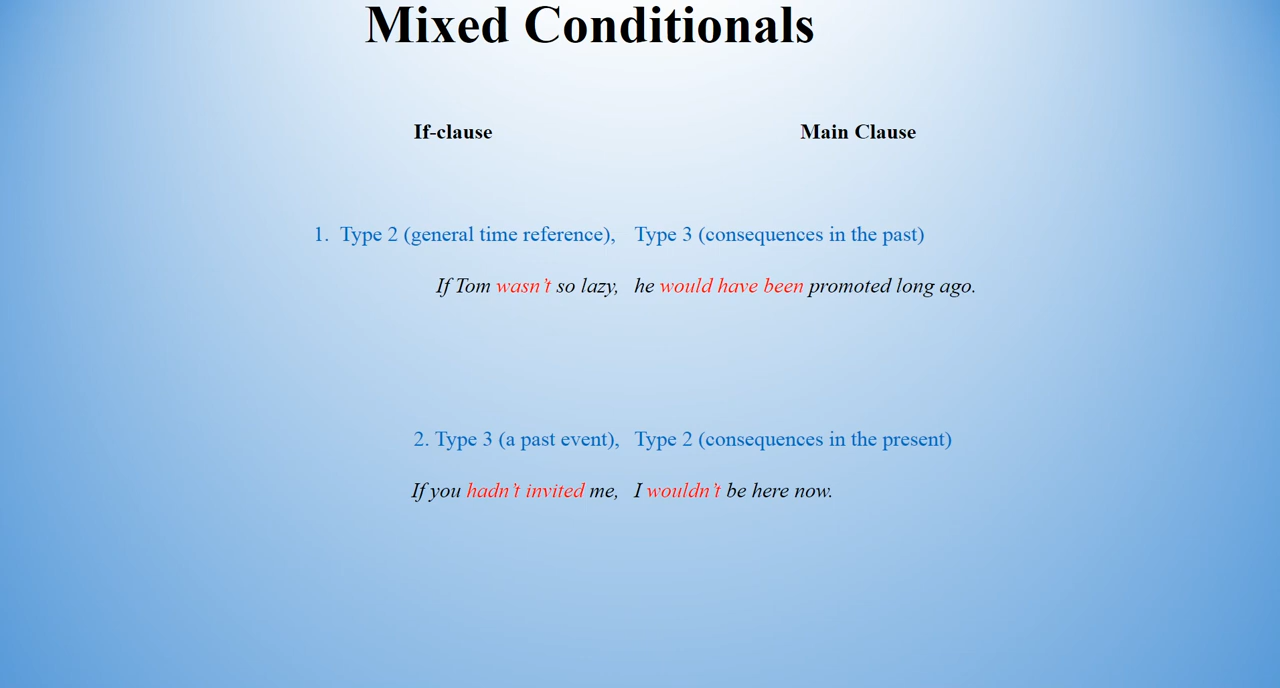 Mixed Conditionals
If-clause Main Clause
1. Type 2 (general time reference), Type 3 (consequences in the past)
If Tom wasn’t so lazy, he would have been promoted long ago.
2. Type 3 (a past event), Type 2 (consequences in the present)
If you hadn’t invited me, I wouldn’t be here now.